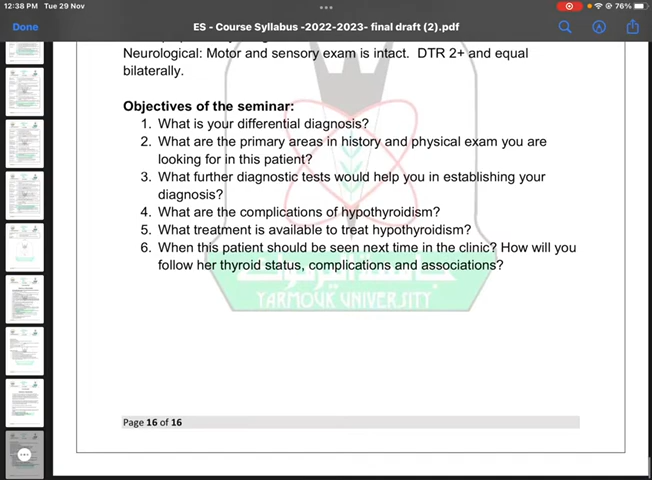 12:38 PM Tue 29 Nov
76%
Done
ES - Course Syllabus -2022-2023- final draft (2).pdf
Neurological: Motor and sensory exam is intact. DTR 2+ and equal
bilaterally.
Objectives of the seminar:
1. What is your differential diagnosis?
2. What are the primary areas in history and physical exam you are
looking for in this patient?
3. What further diagnostic tests would help you in establishing your
diagnosis?
4. What are the complications of hypothyroidism?
5. What treatment is available to treat hypothyroidism?
6. When this patient should be seen next time in the clinic? How will you
follow her thyroid status, complications and associations?
جامعة اليرموك
YARMOUK UNIVERSITY
Page 16 of 16